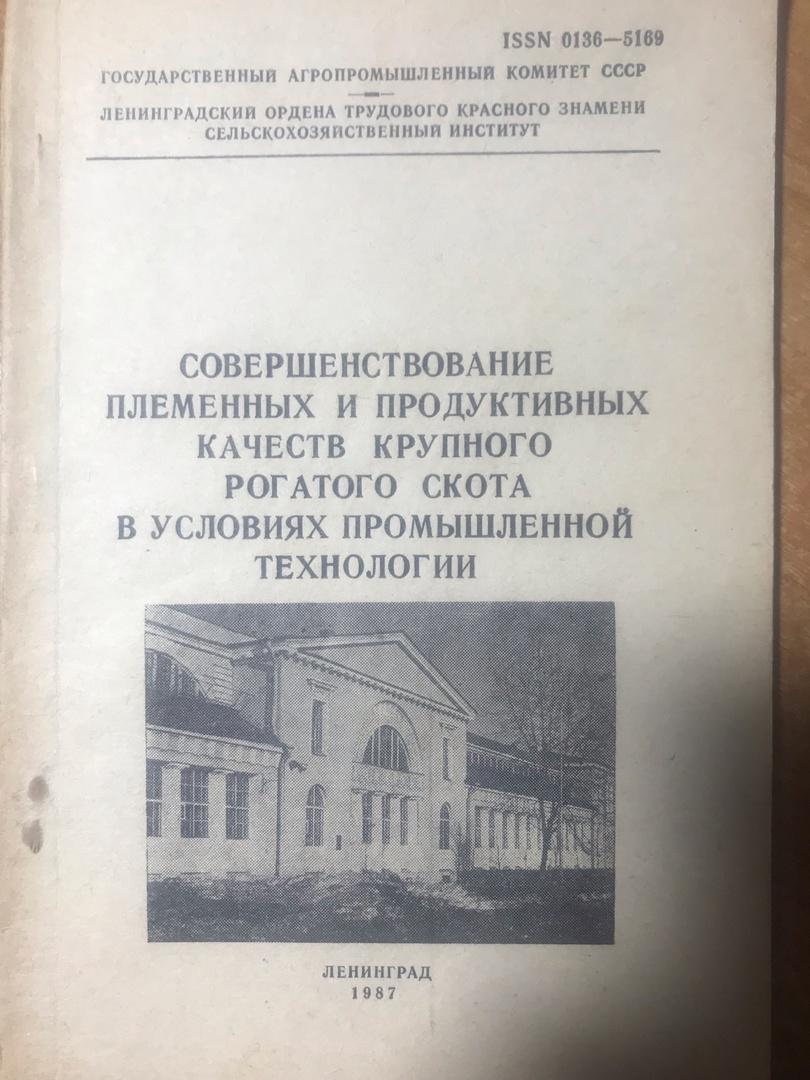 ISSN 0136—5169
ГОСУДАРСТВЕННЫЙ АГРОПРОМЫШЛЕННЫЙ КОМИТЕТ СССР
ЛЕНИНГРАДСКИЙ ОРДЕНА ТРУДОВОГО КРАСНОГО ЗНАМЕНИ
СЕЛЬСКОХОЗЯЙСТВЕННЫЙ ИНСТИТУТ
СОВЕРШЕНСТВОВАНИЕ
ПЛЕМЕННЫХ И ПРОДУКТИВНЫХ
КАЧЕСТВ КРУПНОГО
РОГАТОГО СКОТА
В УСЛОВИЯХ ПРОМЫШЛЕННОЙ
ТЕХНОЛОГИИ
ЛЕНИНГРАД
1987